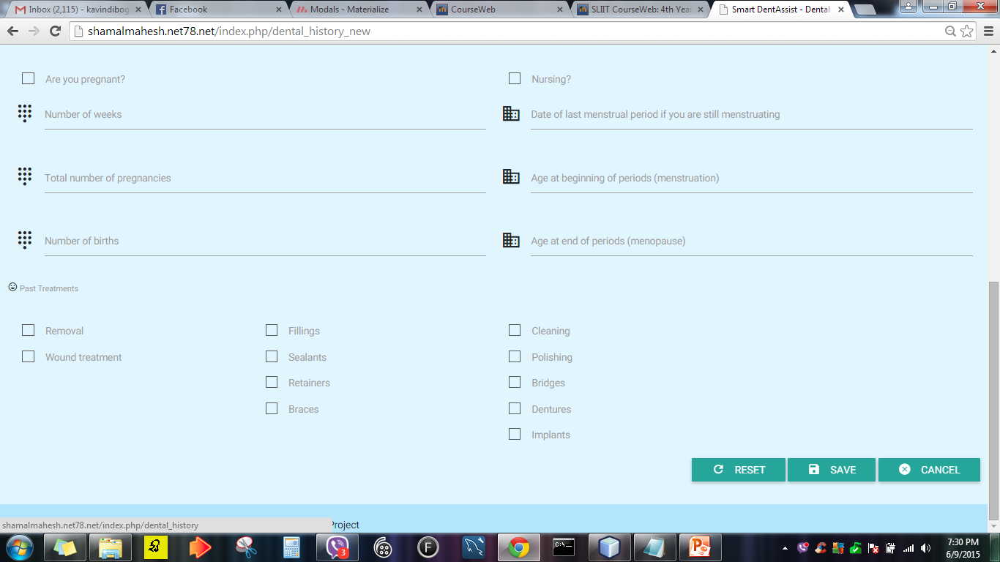 Inbox (2,115) - kavindibog
Facebook
Modals - Materialize
CourseWeb
SLIIT CourseWeb: 4th Year
Smart DentAssist - Dental
shamalmahesh.net78.net/index.php/dental_history_new
Are you pregnant?
Nursing?
Number of weeks
Date of last menstrual period if you are still menstruating
Total number of pregnancies
Age at beginning of periods (menstruation)
Number of births
Age at end of periods (menopause)
Past Treatments
Removal
Fillings
Cleaning
Wound treatment
Sealants
Polishing
Retainers
Bridges
Braces
Dentures
Implants
RESET
SAVE
CANCEL
shamalmahesh.net78.net/index.php/dental_history
Project
3
F
C:\_
P
7:30 PM
6/9/2015